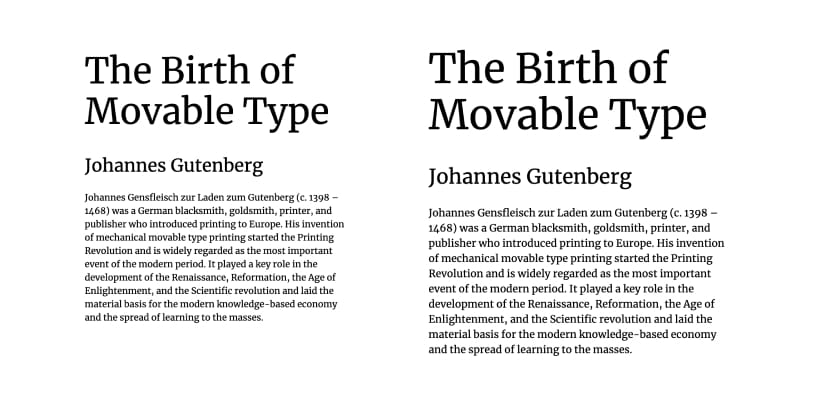 The Birth of
Movable Type
Johannes Gutenberg
Johannes Gensfleisch zur Laden zum Gutenberg (c. 1398 –
1468) was a German blacksmith, goldsmith, printer, and
publisher who introduced printing to Europe. His invention
of mechanical movable type printing started the Printing
Revolution and is widely regarded as the most important
event of the modern period. It played a key role in the
development of the Renaissance, Reformation, the Age of
Enlightenment, and the Scientific revolution and laid the
material basis for the modern knowledge-based economy
and the spread of learning to the masses.
The Birth of
Movable Type
Johannes Gutenberg
Johannes Gensfleisch zur Laden zum Gutenberg (c. 1398 –
1468) was a German blacksmith, goldsmith, printer, and
publisher who introduced printing to Europe. His invention
of mechanical movable type printing started the Printing
Revolution and is widely regarded as the most important
event of the modern period. It played a key role in the
development of the Renaissance, Reformation, the Age of
Enlightenment, and the Scientific revolution and laid the
material basis for the modern knowledge-based economy
and the spread of learning to the masses.